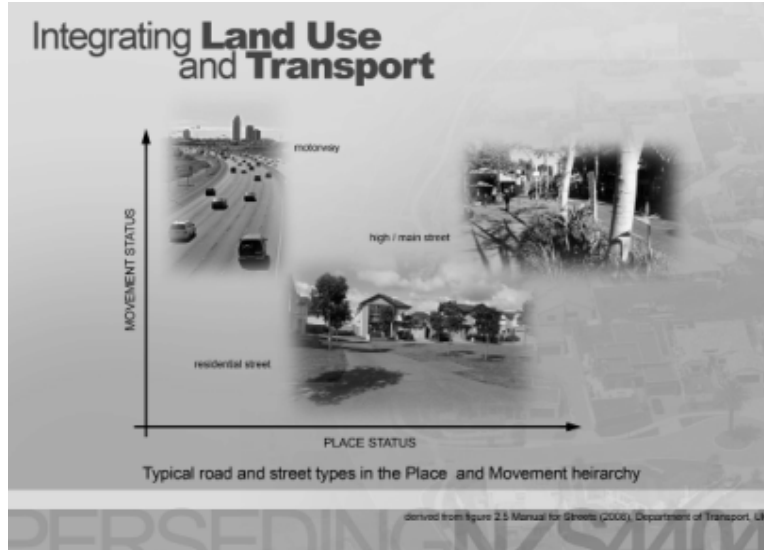 Integrating Land Use
and Transport
motorway
high / main street
MOVEMENT STATUS
residential street
PLACE STATUS
Typical road and street types in the Place and Movement heirarchy
derived from figure 2.5 Manual for Streets (2006), Department of Transport, UK
PERSEDING NZS4404